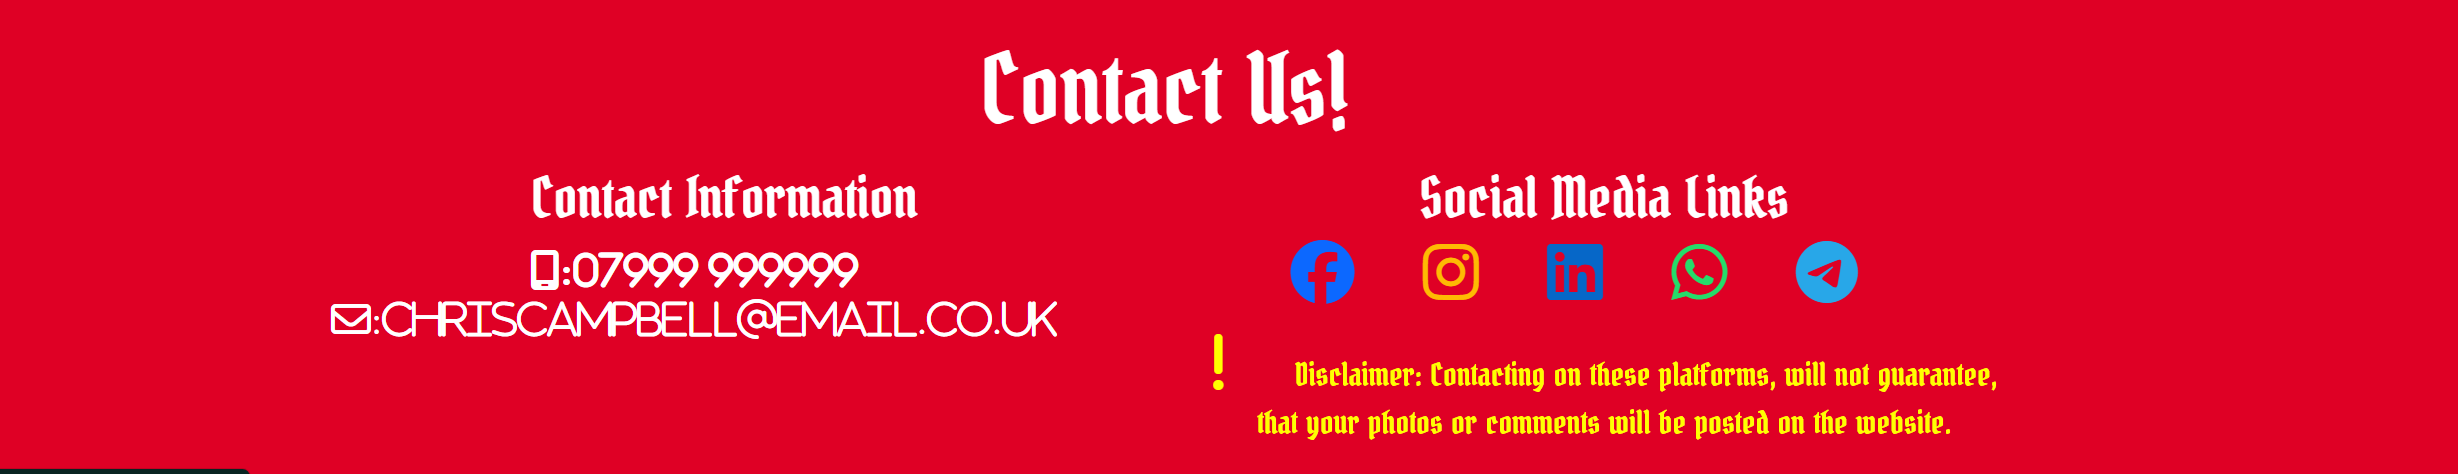 Contact Us!
Contact Information
:07999 999999
:CHRISCAMPBELL@EMAIL.CO.UK
Social Media Links
! Disclaimer: Contacting on these platforms, will not guarantee,
that your photos or comments will be posted on the website.